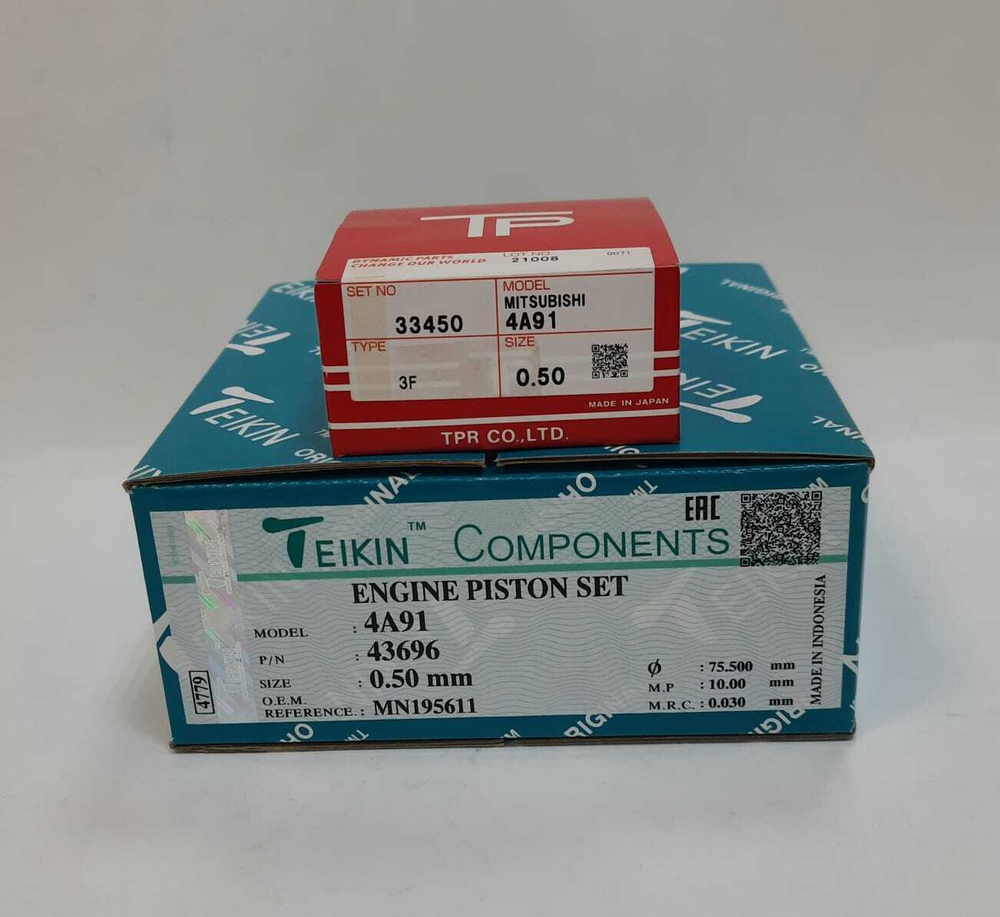 TP
DYNAMIC PARTS
CHANGE OUR WORLD
LOT NO
21008
0071
SET NO
33450
MODEL
MITSUBISHI
4A91
TYPE
3F
SIZE
0.50
MADE IN JAPAN
TPR CO.,LTD.
TEIKIN
TEIKIN
ORIGINAL
TEIKIN™ COMPONENTS
EAC
ENGINE PISTON SET
MODEL : 4A91
P/N : 43696
SIZE : 0.50 mm
O.E.M.
REFERENCE. : MN195611
ø : 75.500 mm
M.P : 10.00 mm
M.R.C. : 0.030 mm
MADE IN INDONESIA
4779